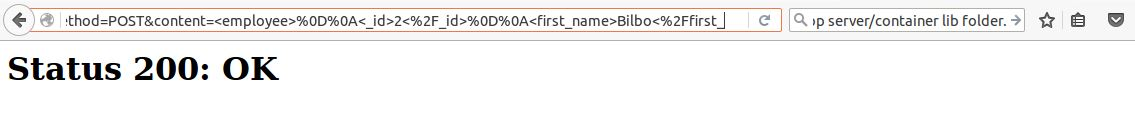 ethod=POST&content=<employee>%0D%0A<_id>2<%2F_id>%0D%0A<first_name>Bilbo<%2Ffirst_
p server/container lib folder.
Status 200: OK